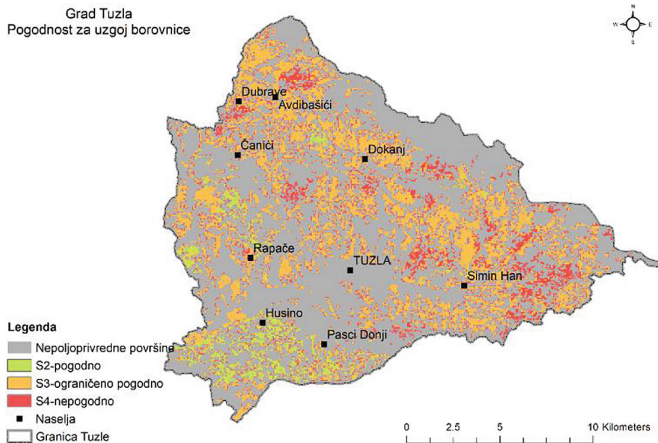 Grad Tuzla
Pogodnost za uzgoj borovnice
N
W E
S
Dubrave
Avdibašići
Čanići
Dokanj
Rapače
TUZLA
Simin Han
Husino
Pasci Donji
Legenda
Nepoljoprivredne površine
S2-pogodno
S3-ograničeno pogodno
S4-nepogodno
Naselja
Granica Tuzle
0 2.5 5 10 Kilometers